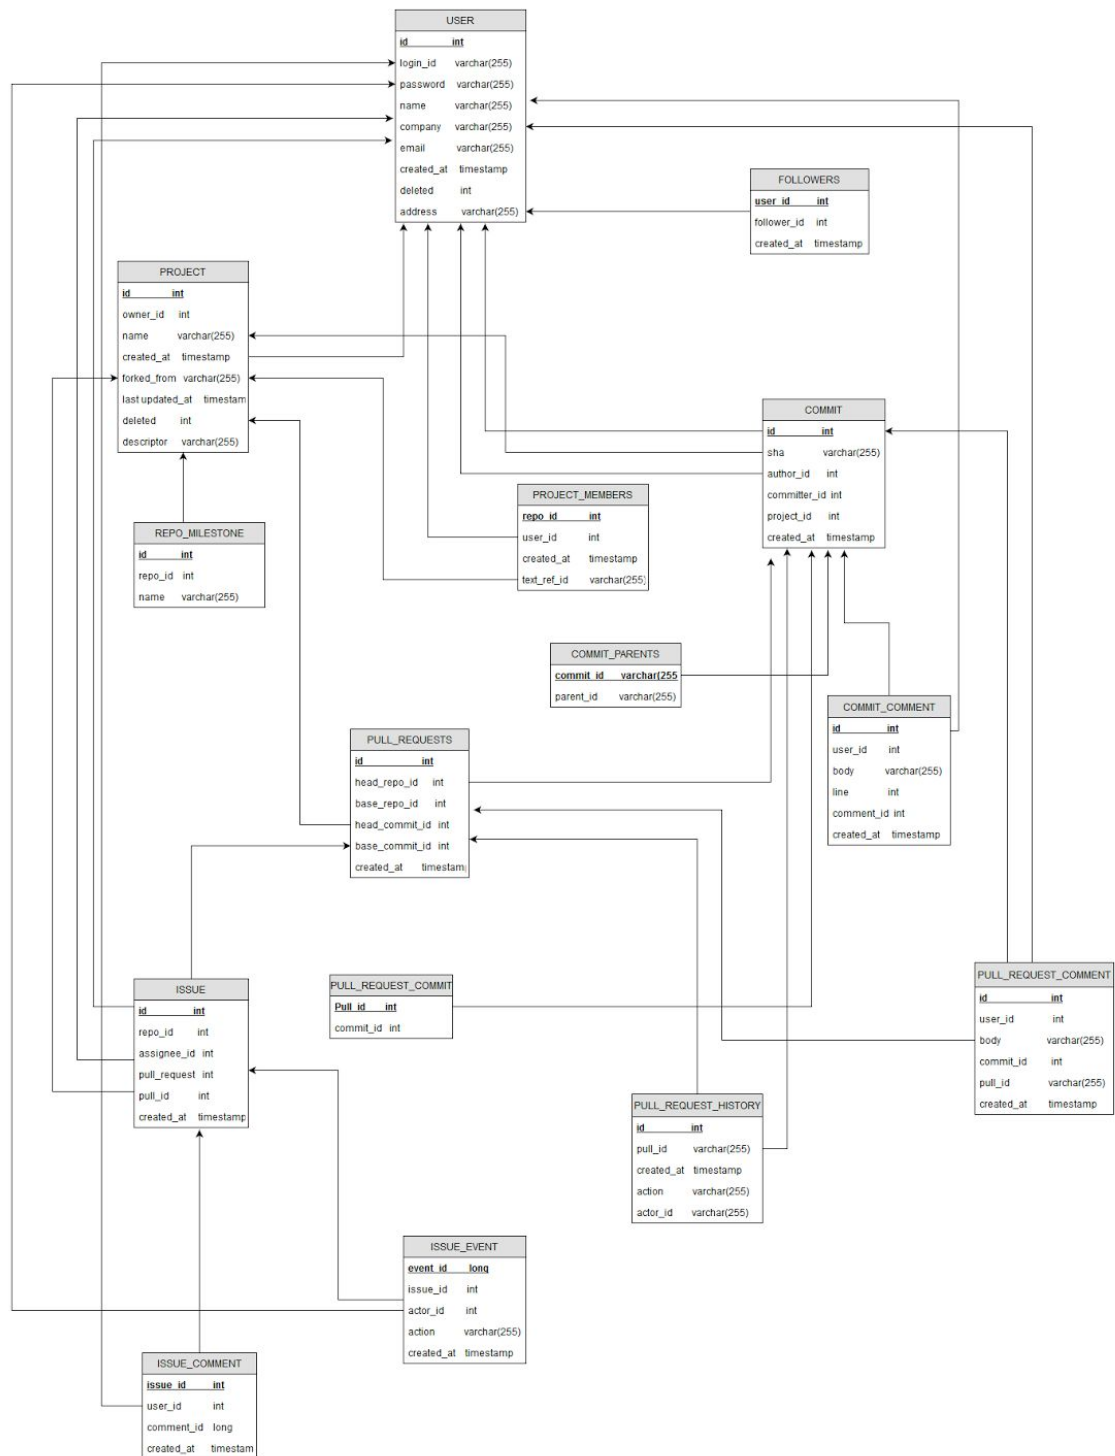 USER
id int
login_id varchar(255)
password varchar(255)
name varchar(255)
company varchar(255)
email varchar(255)
created_at timestamp
deleted int
address varchar(255)
FOLLOWERS
user_id int
follower_id int
created_at timestamp
PROJECT
id int
owner_id int
name varchar(255)
created_at timestamp
forked_from varchar(255)
last updated_at timestam
deleted int
descriptor varchar(255)
COMMIT
id int
sha varchar(255)
author_id int
committer_id int
project_id int
created_at timestamp
PROJECT_MEMBERS
repo_id int
user_id int
created_at timestamp
text_ref_id varchar(255)
REPO_MILESTONE
id int
repo_id int
name varchar(255)
COMMIT_PARENTS
commit_id varchar(255
parent_id varchar(255)
COMMIT_COMMENT
id int
user_id int
body varchar(255)
line int
comment_id int
created_at timestamp
PULL_REQUESTS
id int
head_repo_id int
base_repo_id int
head_commit_id int
base_commit_id int
created_at timestam
ISSUE
id int
repo_id int
assignee_id int
pull_request int
pull_id int
created_at timestamp
PULL_REQUEST_COMMIT
Pull_id int
commit_id int
PULL_REQUEST_COMMENT
id int
user_id int
body varchar(255)
commit_id int
pull_id varchar(255)
created_at timestamp
PULL_REQUEST_HISTORY
id int
pull_id varchar(255)
created_at timestamp
action varchar(255)
actor_id varchar(255)
ISSUE_EVENT
event_id long
issue_id int
actor_id int
action varchar(255)
created_at timestamp
ISSUE_COMMENT
issue_id int
user_id int
comment_id long
created_at timestam